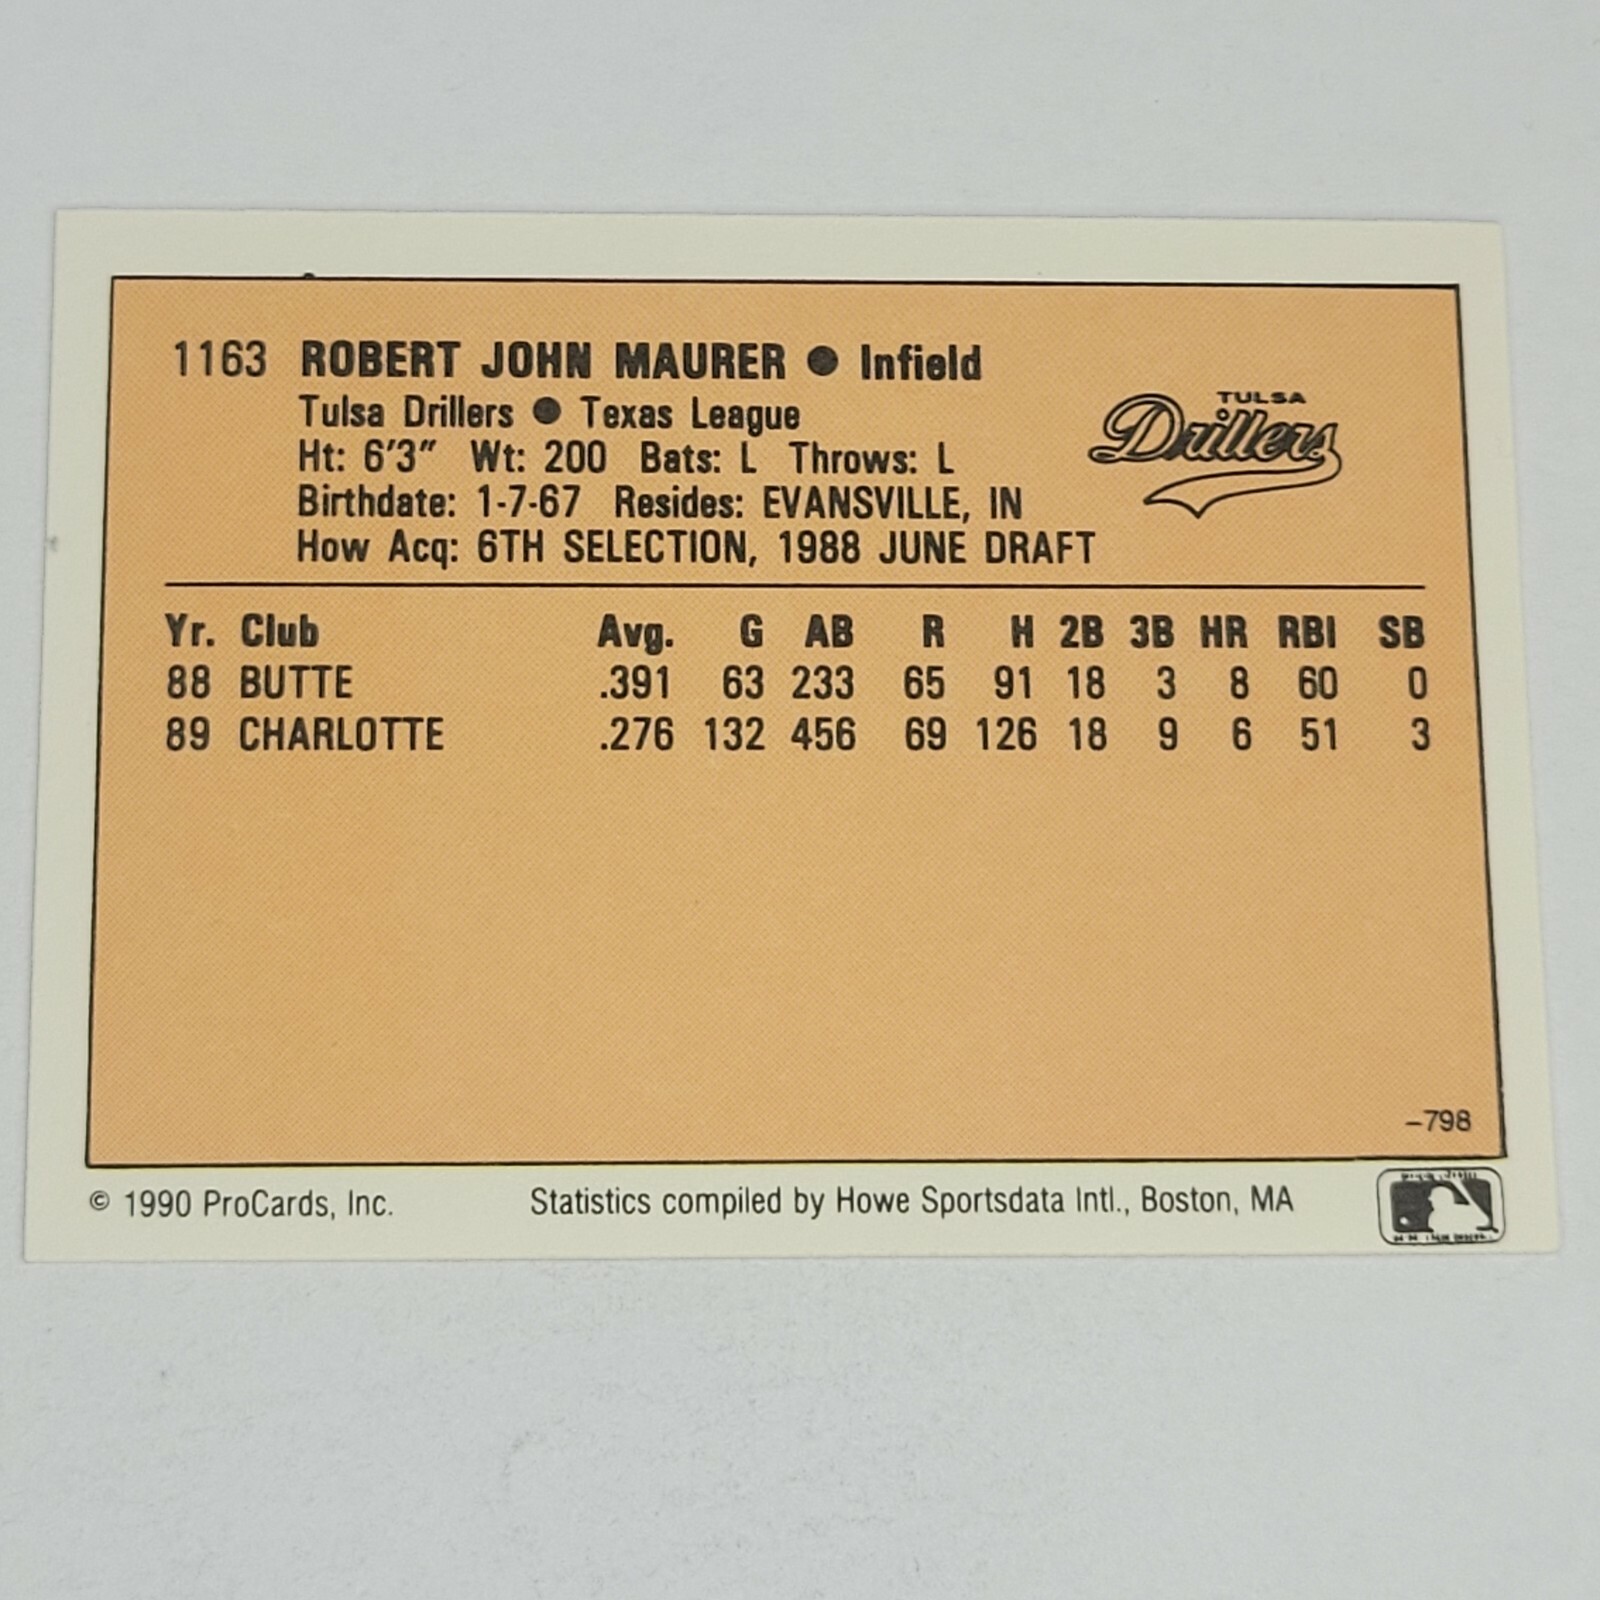 1163 ROBERT JOHN MAURER ● Infield
Tulsa Drillers ● Texas League
Ht: 6'3" Wt: 200 Bats: L Throws: L
Birthdate: 1-7-67 Resides: EVANSVILLE, IN
How Acq: 6TH SELECTION, 1988 JUNE DRAFT
TULSA
Drillers
Yr. Club Avg. G AB R H 2B 3B HR RBI SB
88 BUTTE .391 63 233 65 91 18 3 8 60 0
89 CHARLOTTE .276 132 456 69 126 18 9 6 51 3
–798
© 1990 ProCards, Inc. Statistics compiled by Howe Sportsdata Intl., Boston, MA